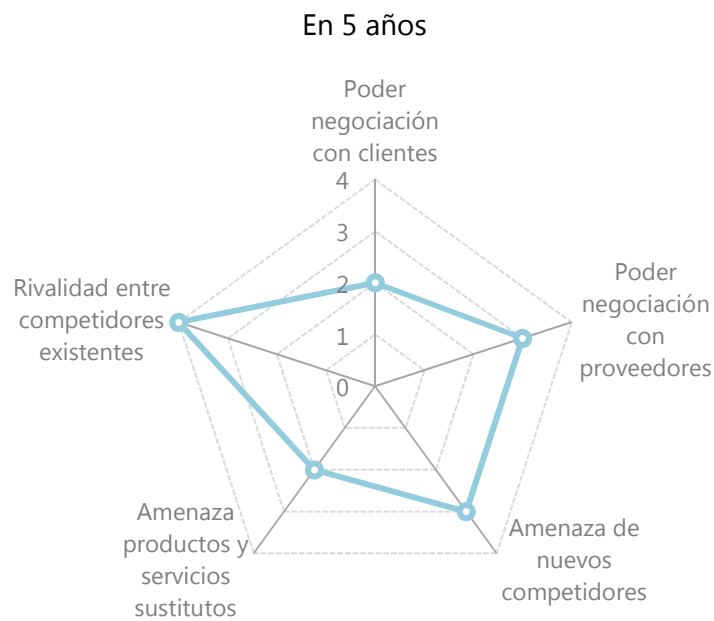 En 5 años
Poder
negociación
con clientes
4
3
2
1
0
Poder
negociación
con
proveedores
Amenaza de
nuevos
competidores
Amenaza
productos y
servicios
sustitutos
Rivalidad entre
competidores
existentes